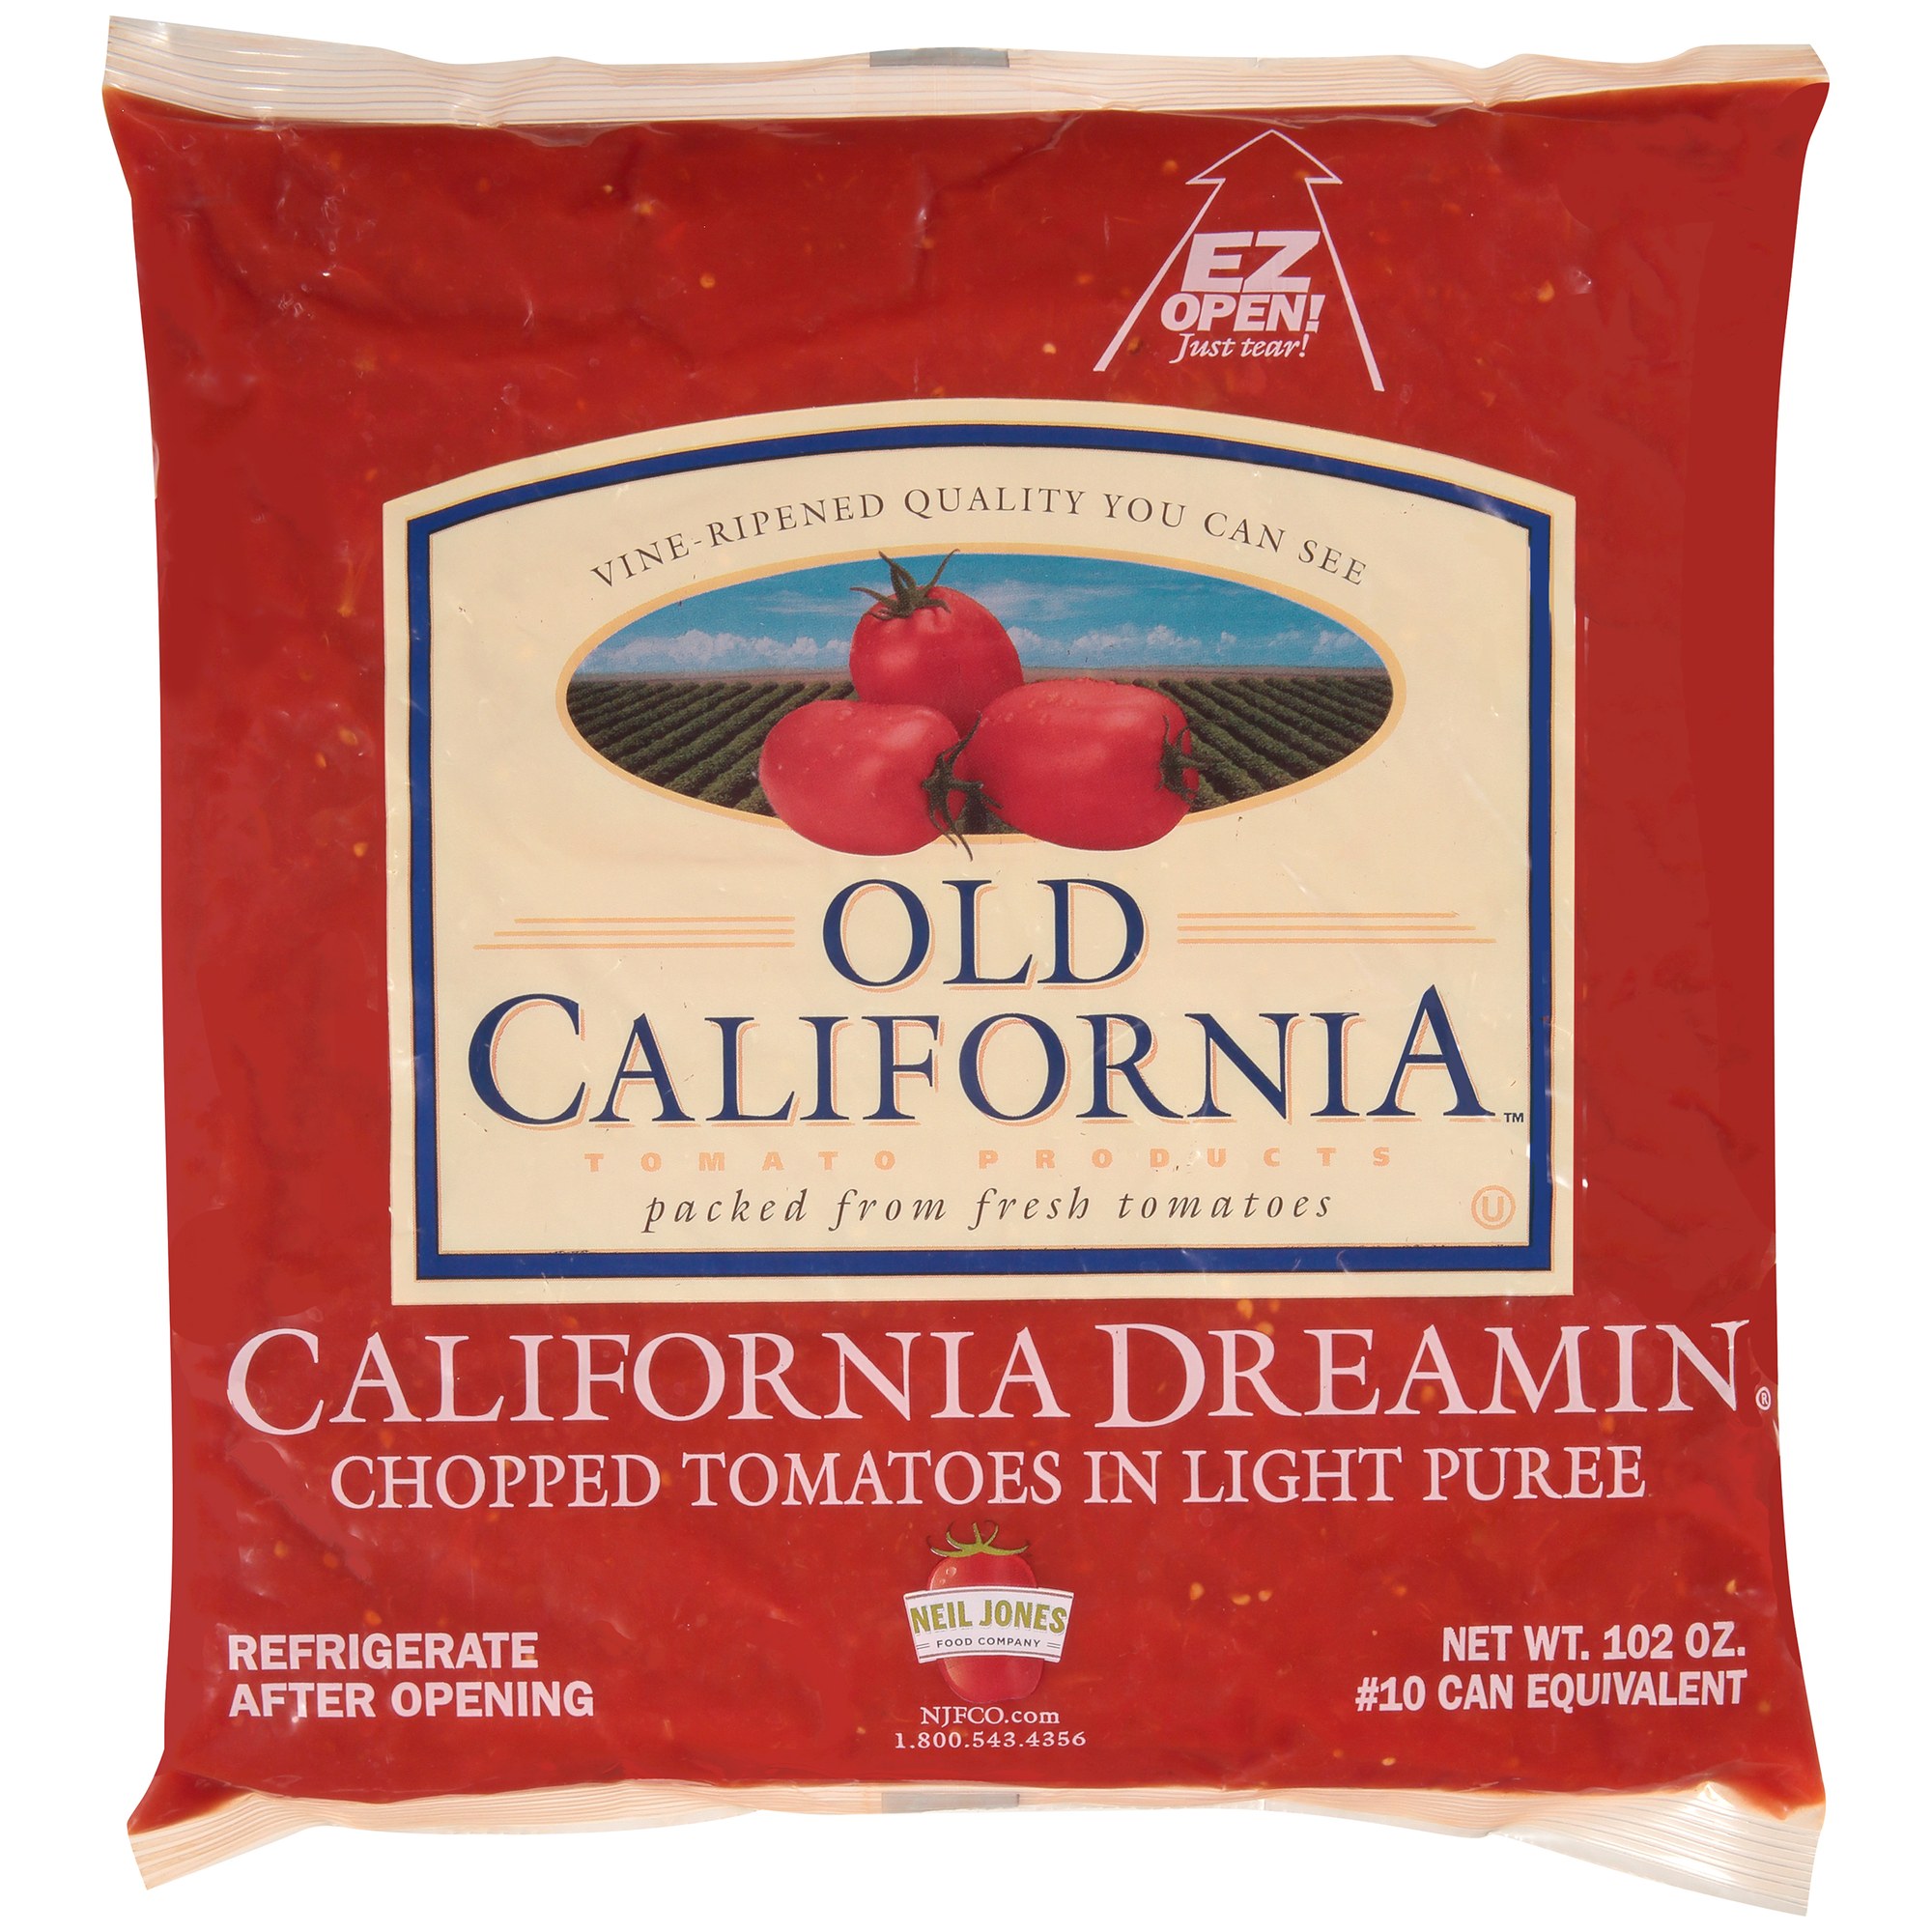 EZ
OPEN!
Just tear!
VINE-RIPENED QUALITY YOU CAN SEE
OLD
CALIFORNIA™
TOMATO PRODUCTS
packed from fresh tomatoes
U
CALIFORNIA DREAMIN®
CHOPPED TOMATOES IN LIGHT PUREE
NEIL JONES
FOOD COMPANY
NJFCO.com
1.800.543.4356
REFRIGERATE
AFTER OPENING
NET WT. 102 OZ.
#10 CAN EQUIVALENT